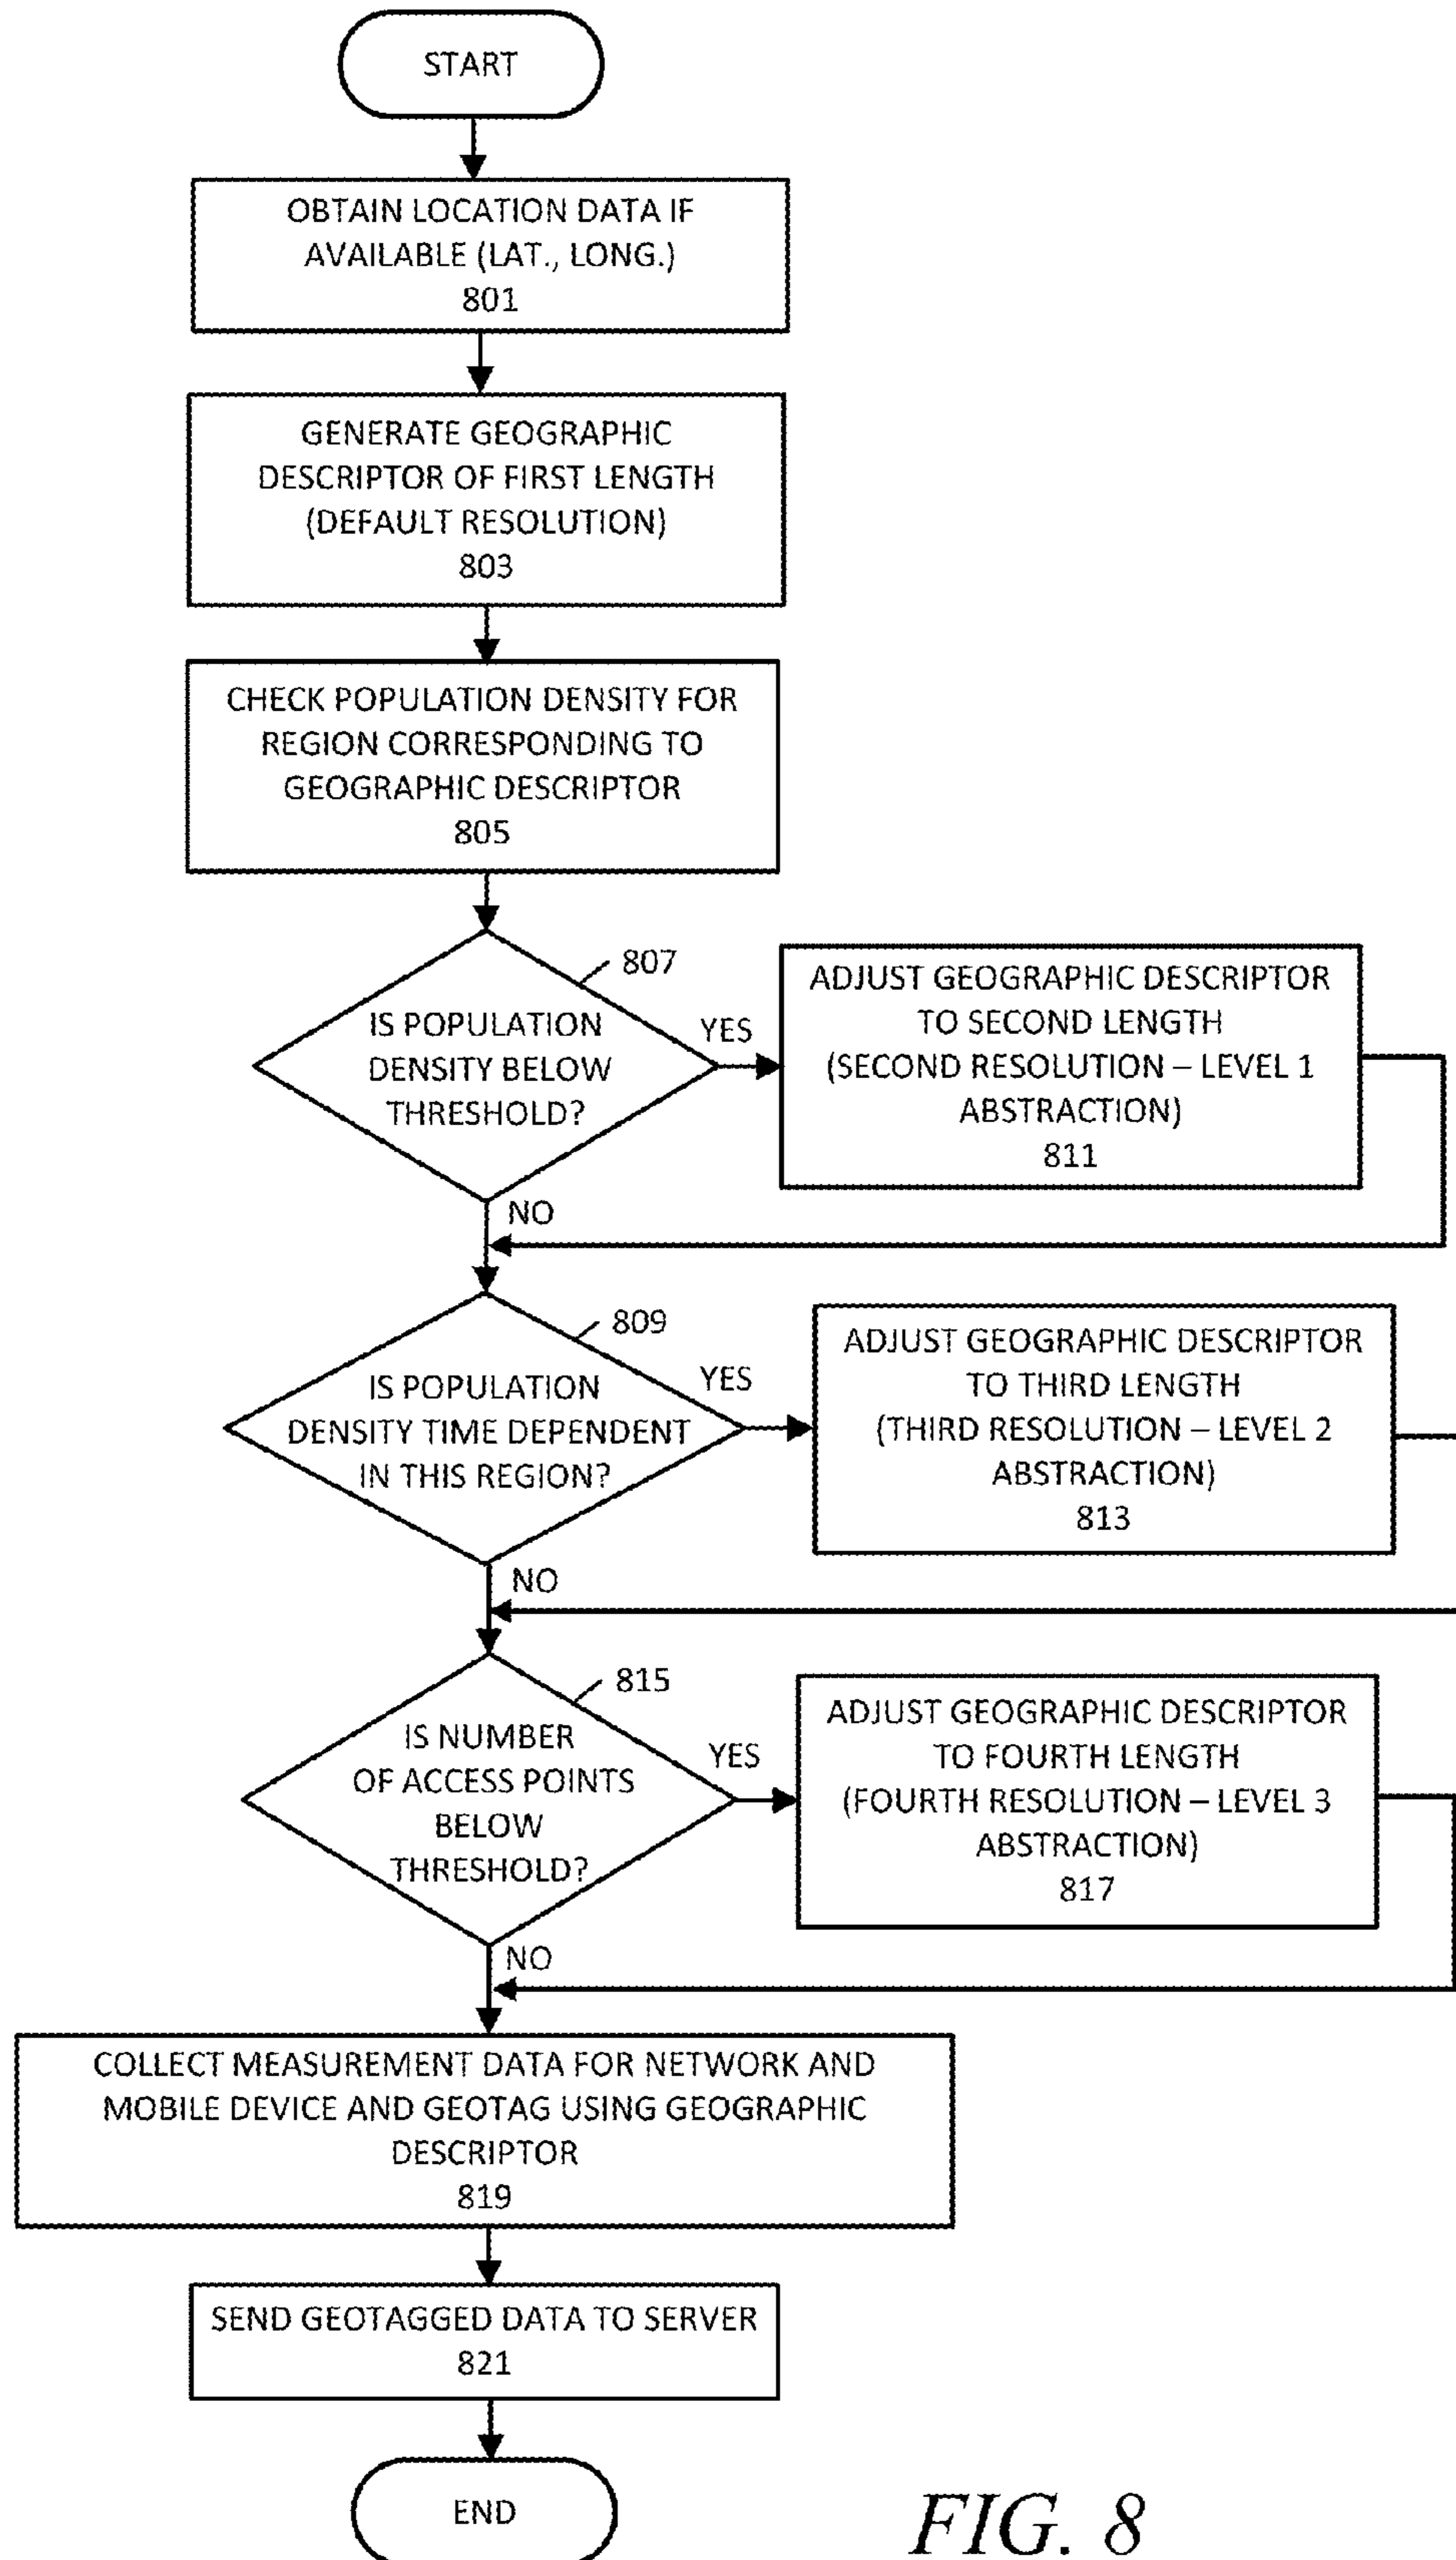 START
OBTAIN LOCATION DATA IF
AVAILABLE (LAT., LONG.)
801
GENERATE GEOGRAPHIC
DESCRIPTOR OF FIRST LENGTH
(DEFAULT RESOLUTION)
803
CHECK POPULATION DENSITY FOR
REGION CORRESPONDING TO
GEOGRAPHIC DESCRIPTOR
805
807
IS POPULATION
DENSITY BELOW
THRESHOLD?
YES
ADJUST GEOGRAPHIC DESCRIPTOR
TO SECOND LENGTH
(SECOND RESOLUTION – LEVEL 1
ABSTRACTION)
811
NO
809
IS POPULATION
DENSITY TIME DEPENDENT
IN THIS REGION?
YES
ADJUST GEOGRAPHIC DESCRIPTOR
TO THIRD LENGTH
(THIRD RESOLUTION – LEVEL 2
ABSTRACTION)
813
NO
815
IS NUMBER
OF ACCESS POINTS
BELOW
THRESHOLD?
YES
ADJUST GEOGRAPHIC DESCRIPTOR
TO FOURTH LENGTH
(FOURTH RESOLUTION – LEVEL 3
ABSTRACTION)
817
NO
COLLECT MEASUREMENT DATA FOR NETWORK AND
MOBILE DEVICE AND GEOTAG USING GEOGRAPHIC
DESCRIPTOR
819
SEND GEOTAGGED DATA TO SERVER
821
END
FIG. 8